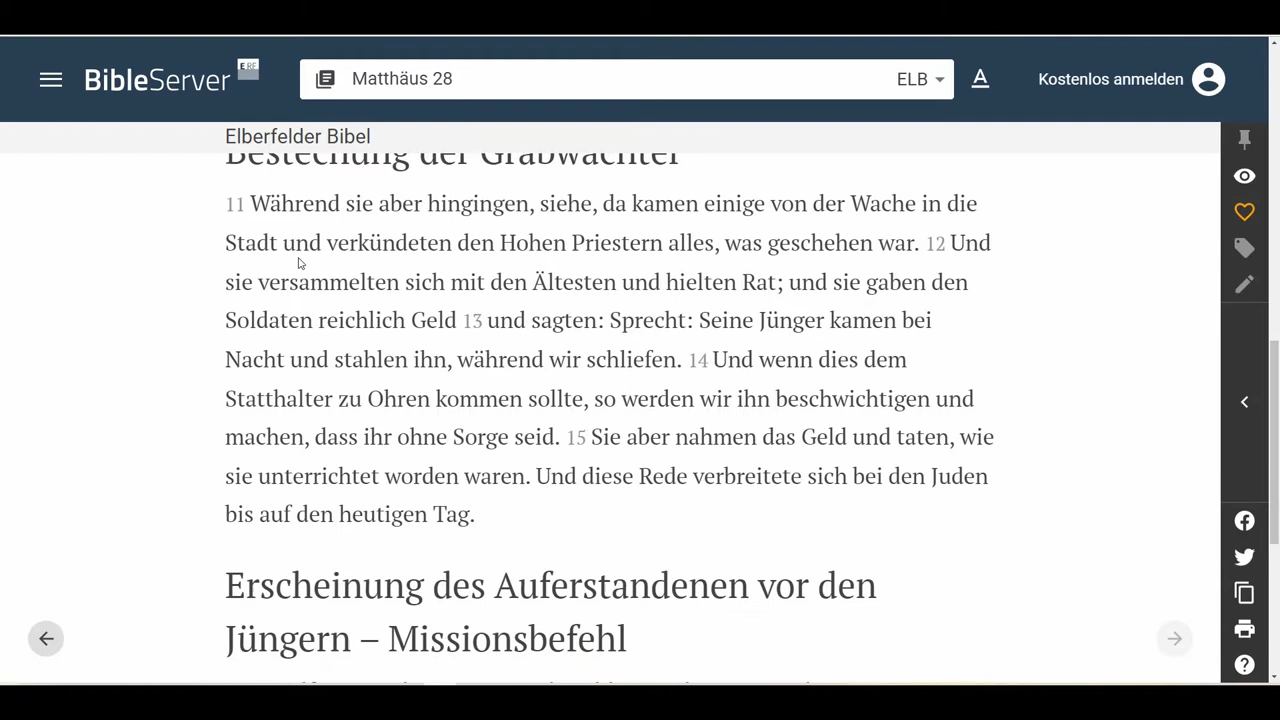 BibleServer ERF
Matthäus 28
ELB
A
Kostenlos anmelden
Elberfelder Bibel
Bestechung der Grabwächter
11 Während sie aber hingingen, siehe, da kamen einige von der Wache in die
Stadt und verkündeten den Hohen Priestern alles, was geschehen war. 12 Und
sie versammelten sich mit den Ältesten und hielten Rat; und sie gaben den
Soldaten reichlich Geld 13 und sagten: Sprecht: Seine Jünger kamen bei
Nacht und stahlen ihn, während wir schliefen. 14 Und wenn dies dem
Statthalter zu Ohren kommen sollte, so werden wir ihn beschwichtigen und
machen, dass ihr ohne Sorge seid. 15 Sie aber nahmen das Geld und taten, wie
sie unterrichtet worden waren. Und diese Rede verbreitete sich bei den Juden
bis auf den heutigen Tag.
Erscheinung des Auferstandenen vor den
Jüngern – Missionsbefehl